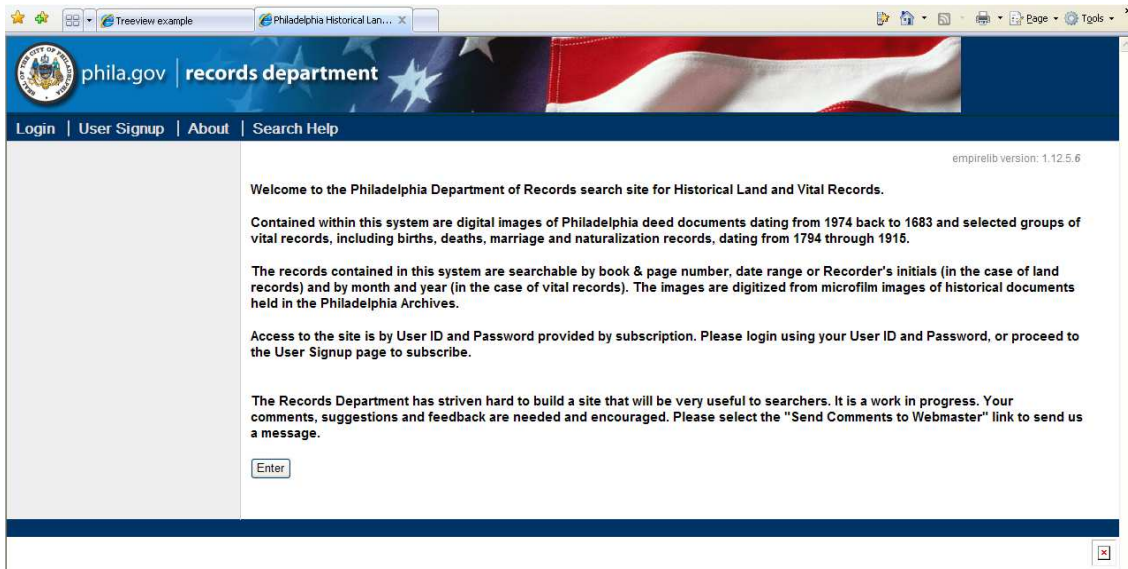 Treeview example
Philadelphia Historical Lan...
Page
Tools
phila.gov | records department
Login | User Signup | About | Search Help
empirelib version: 1.12.5.6
Welcome to the Philadelphia Department of Records search site for Historical Land and Vital Records.
Contained within this system are digital images of Philadelphia deed documents dating from 1974 back to 1683 and selected groups of
vital records, including births, deaths, marriage and naturalization records, dating from 1794 through 1915.
The records contained in this system are searchable by book & page number, date range or Recorder's initials (in the case of land
records) and by month and year (in the case of vital records). The images are digitized from microfilm images of historical documents
held in the Philadelphia Archives.
Access to the site is by User ID and Password provided by subscription. Please login using your User ID and Password, or proceed to
the User Signup page to subscribe.
The Records Department has striven hard to build a site that will be very useful to searchers. It is a work in progress. Your
comments, suggestions and feedback are needed and encouraged. Please select the "Send Comments to Webmaster" link to send us
a message.
Enter